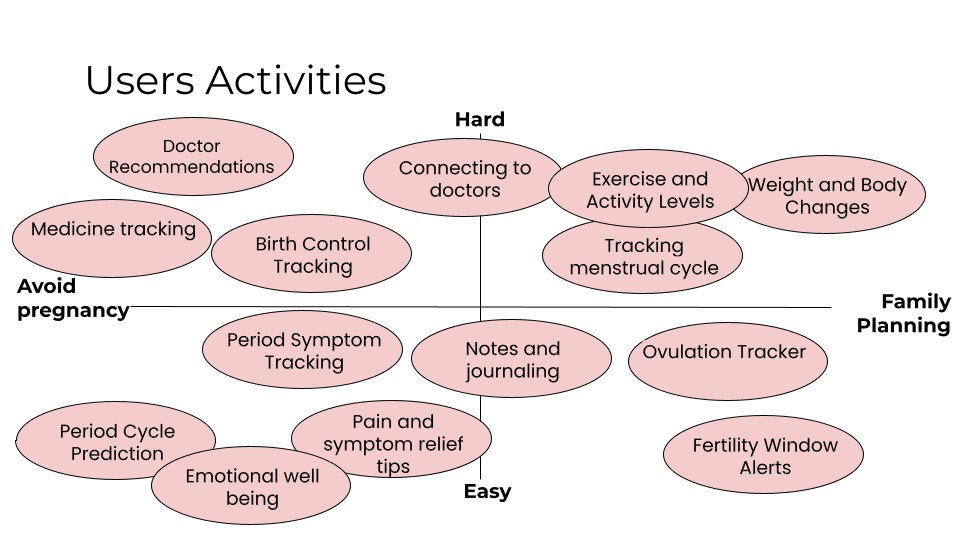 Users Activities
Hard
Doctor
Recommendations
Connecting to
doctors
Exercise and
Activity Levels
Weight and Body
Changes
Medicine tracking
Birth Control
Tracking
Tracking
menstrual cycle
Avoid
pregnancy
Family
Planning
Period Symptom
Tracking
Notes and
journaling
Ovulation Tracker
Period Cycle
Prediction
Pain and
symptom relief
tips
Fertility Window
Alerts
Emotional well
being
Easy